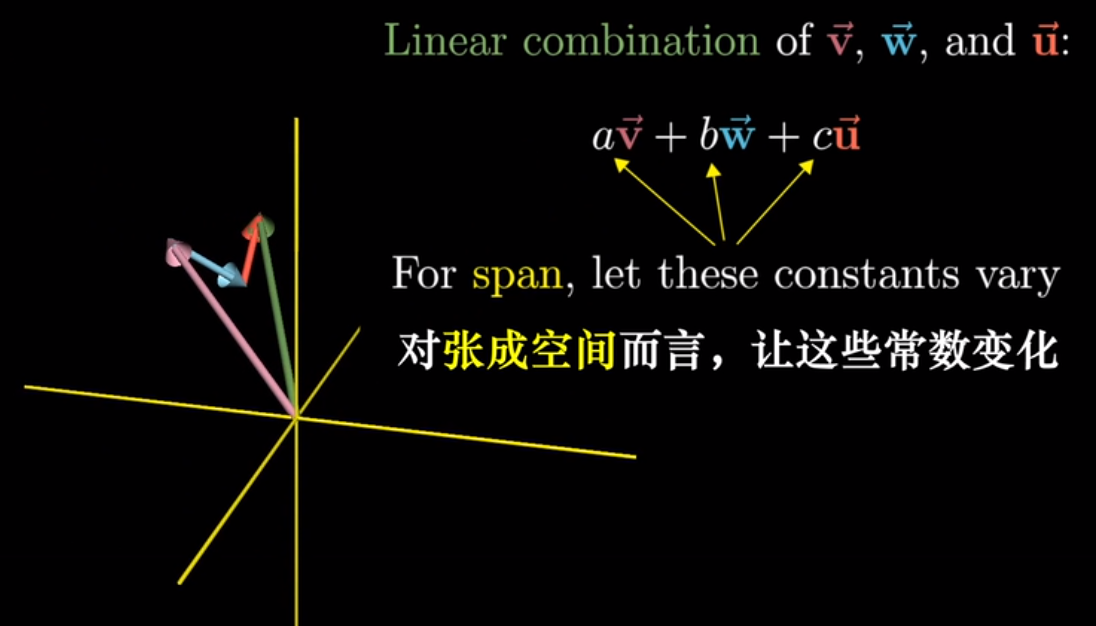 Linear combination of v⃗, w⃗, and u⃗:
av⃗ + bw⃗ + cu⃗
For span, let these constants vary
对张成空间而言，让这些常数变化